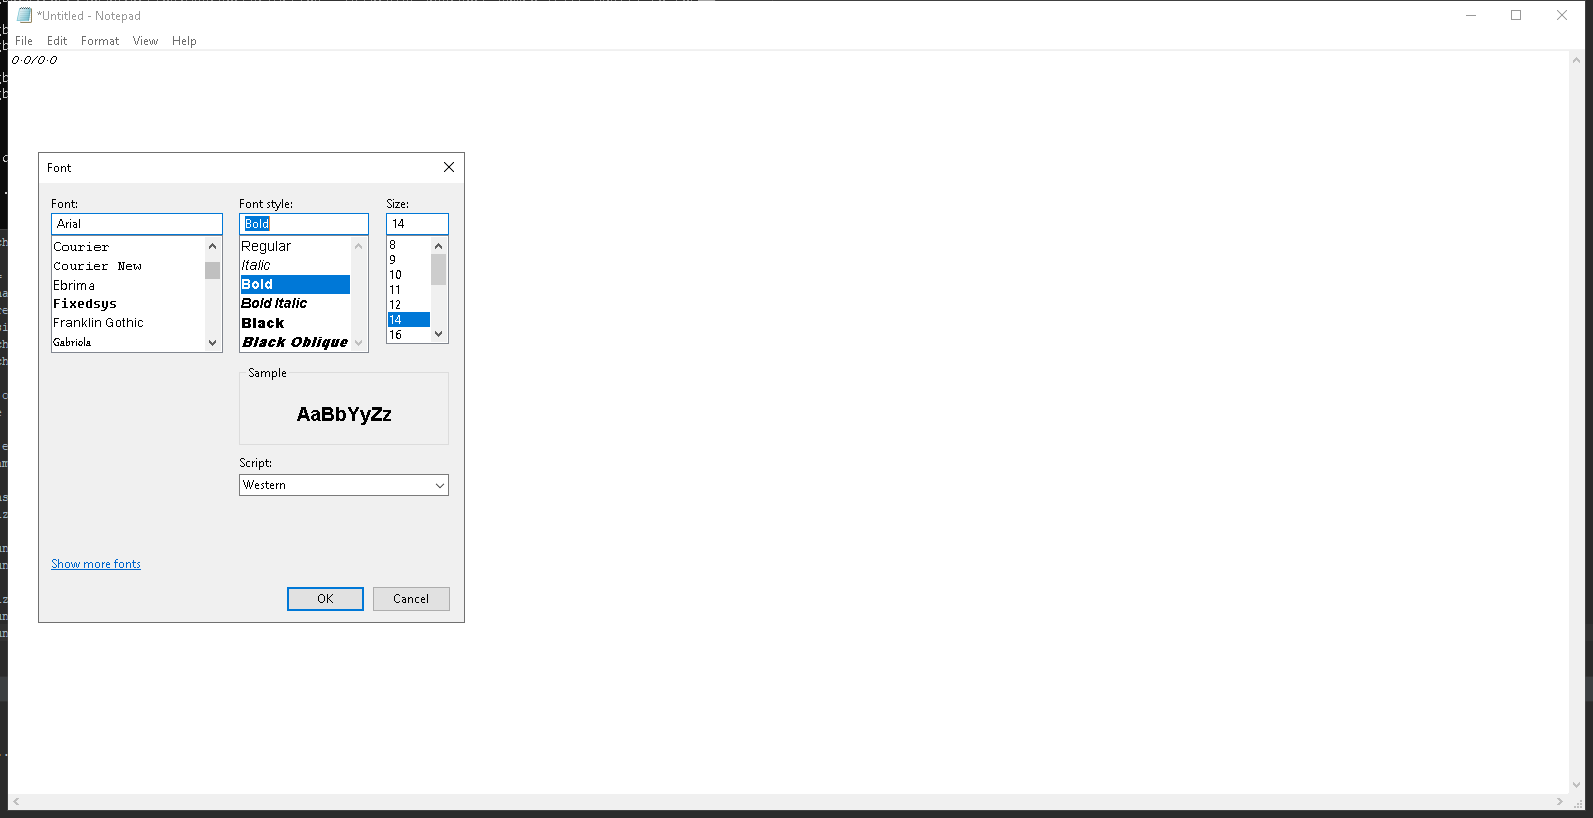 *Untitled - Notepad
File Edit Format View Help
0·0/0·0
Font
Font:
Arial
Courier
Courier New
Ebrima
Fixedsys
Franklin Gothic
Gabriola
Font style:
Bold
Regular
Italic
Bold
Bold Italic
Black
Black Oblique
Size:
14
8
9
10
11
12
14
16
Sample
AaBbYyZz
Script:
Western
Show more fonts
OK Cancel